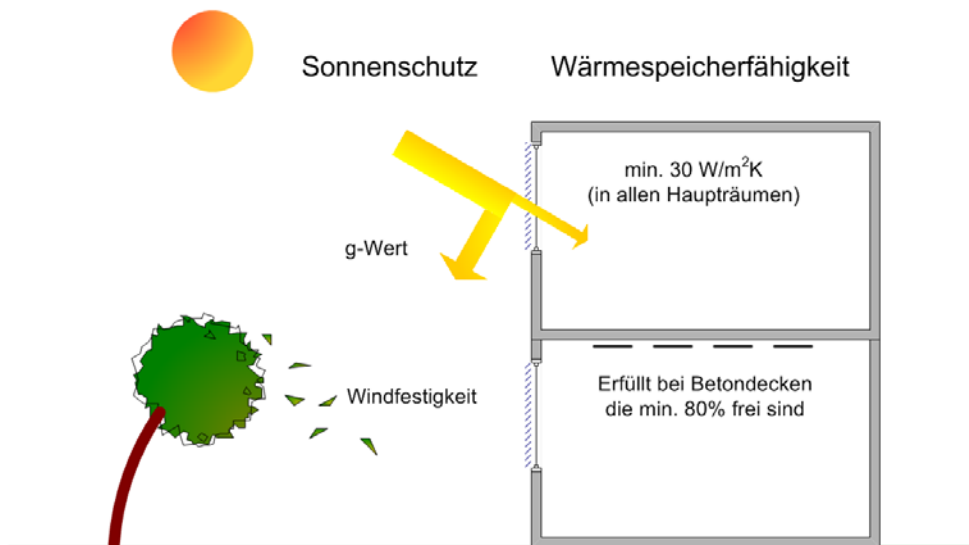 Sonnenschutz
Wärmespeicherfähigkeit
min. 30 W/m²K
(in allen Haupträumen)
g-Wert
Windfestigkeit
Erfüllt bei Betondecken
die min. 80% frei sind